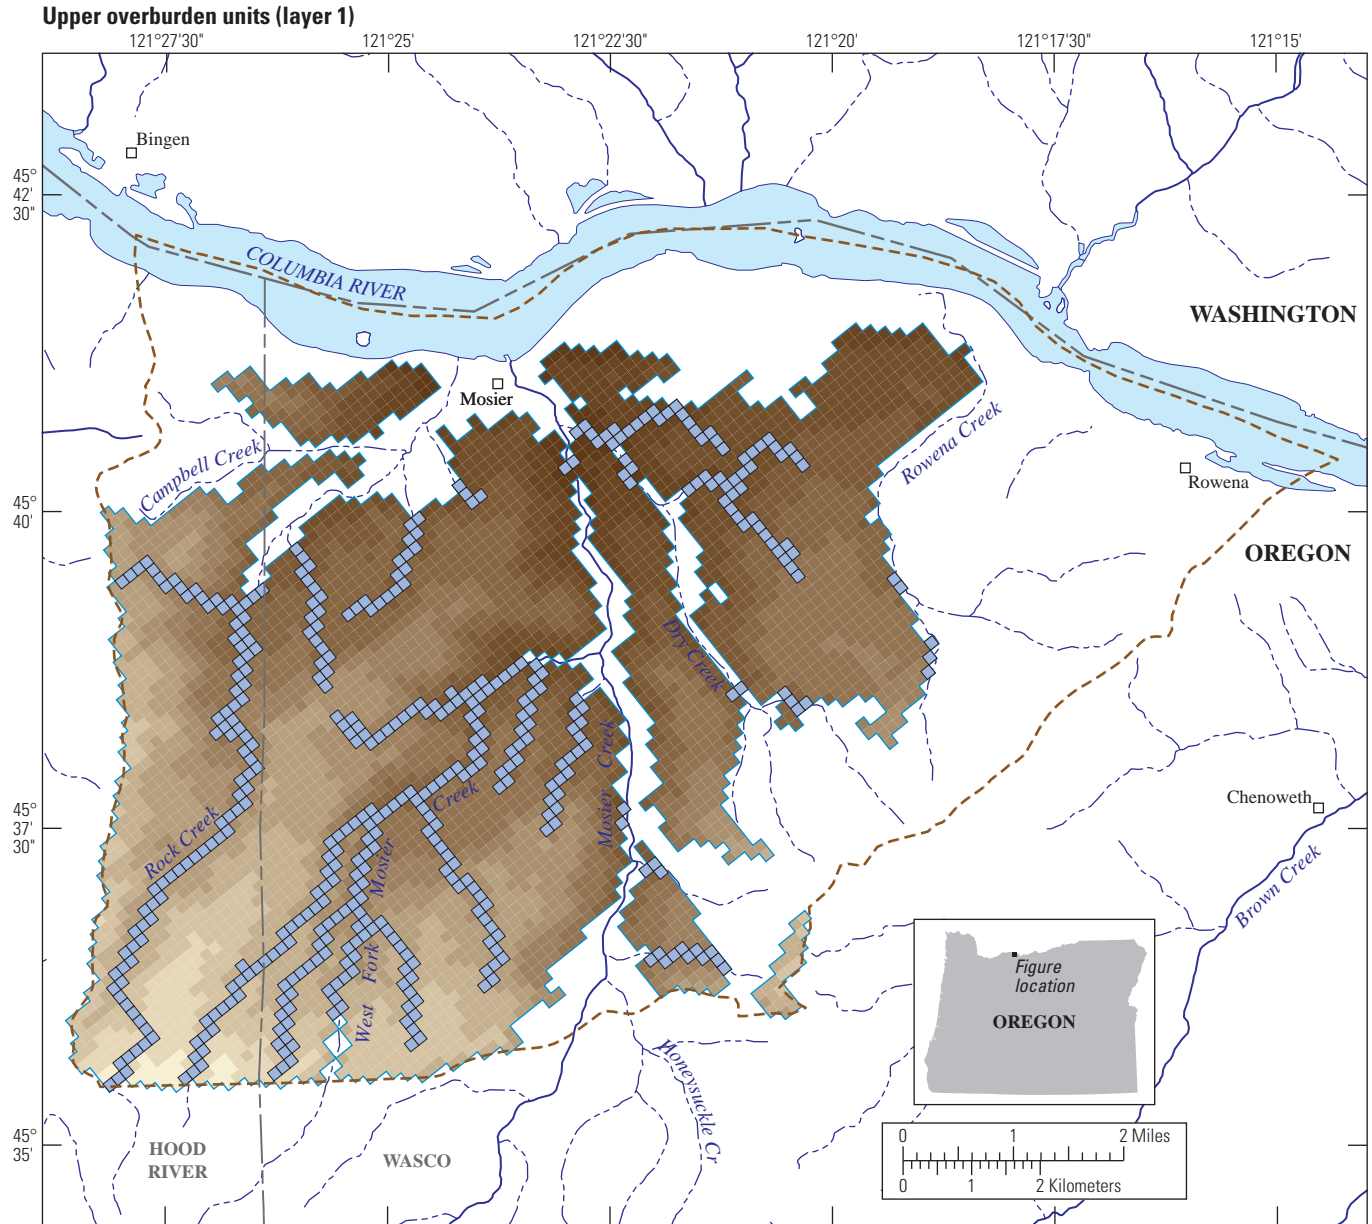 Upper overburden units (layer 1)
121°27'30"
121°25'
121°22'30"
121°20'
121°17'30"
121°15'
Bingen
45°
42'
30"
COLUMBIA RIVER
WASHINGTON
Mosier
Campbell Creek
Rowena Creek
Rowena
45°
40'
OREGON
Dry Creek
Mosier Creek
Creek
Chenoweth
45°
37'
30"
Rock Creek
Mosier
Brown Creek
Fork
West
Figure
location
OREGON
Honeysuckle Cr
45°
35'
HOOD
RIVER
WASCO
0 1 2 Miles
0 1 2 Kilometers